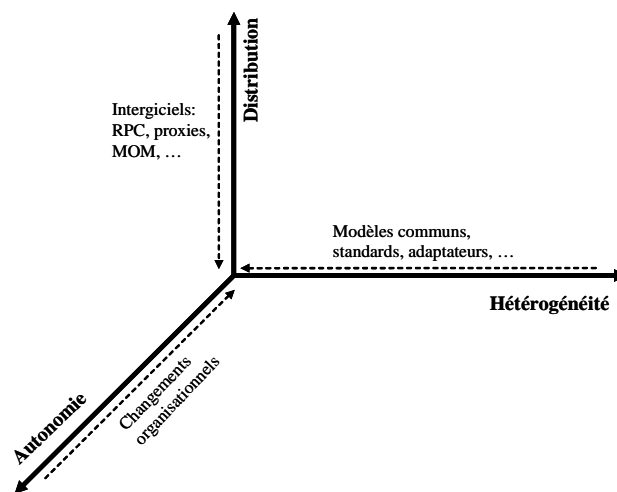 Distribution
Intergiciels:
RPC, proxies,
MOM, …
Modèles communs,
standards, adaptateurs, …
Hétérogénéité
Autonomie
Changements
organisationnels